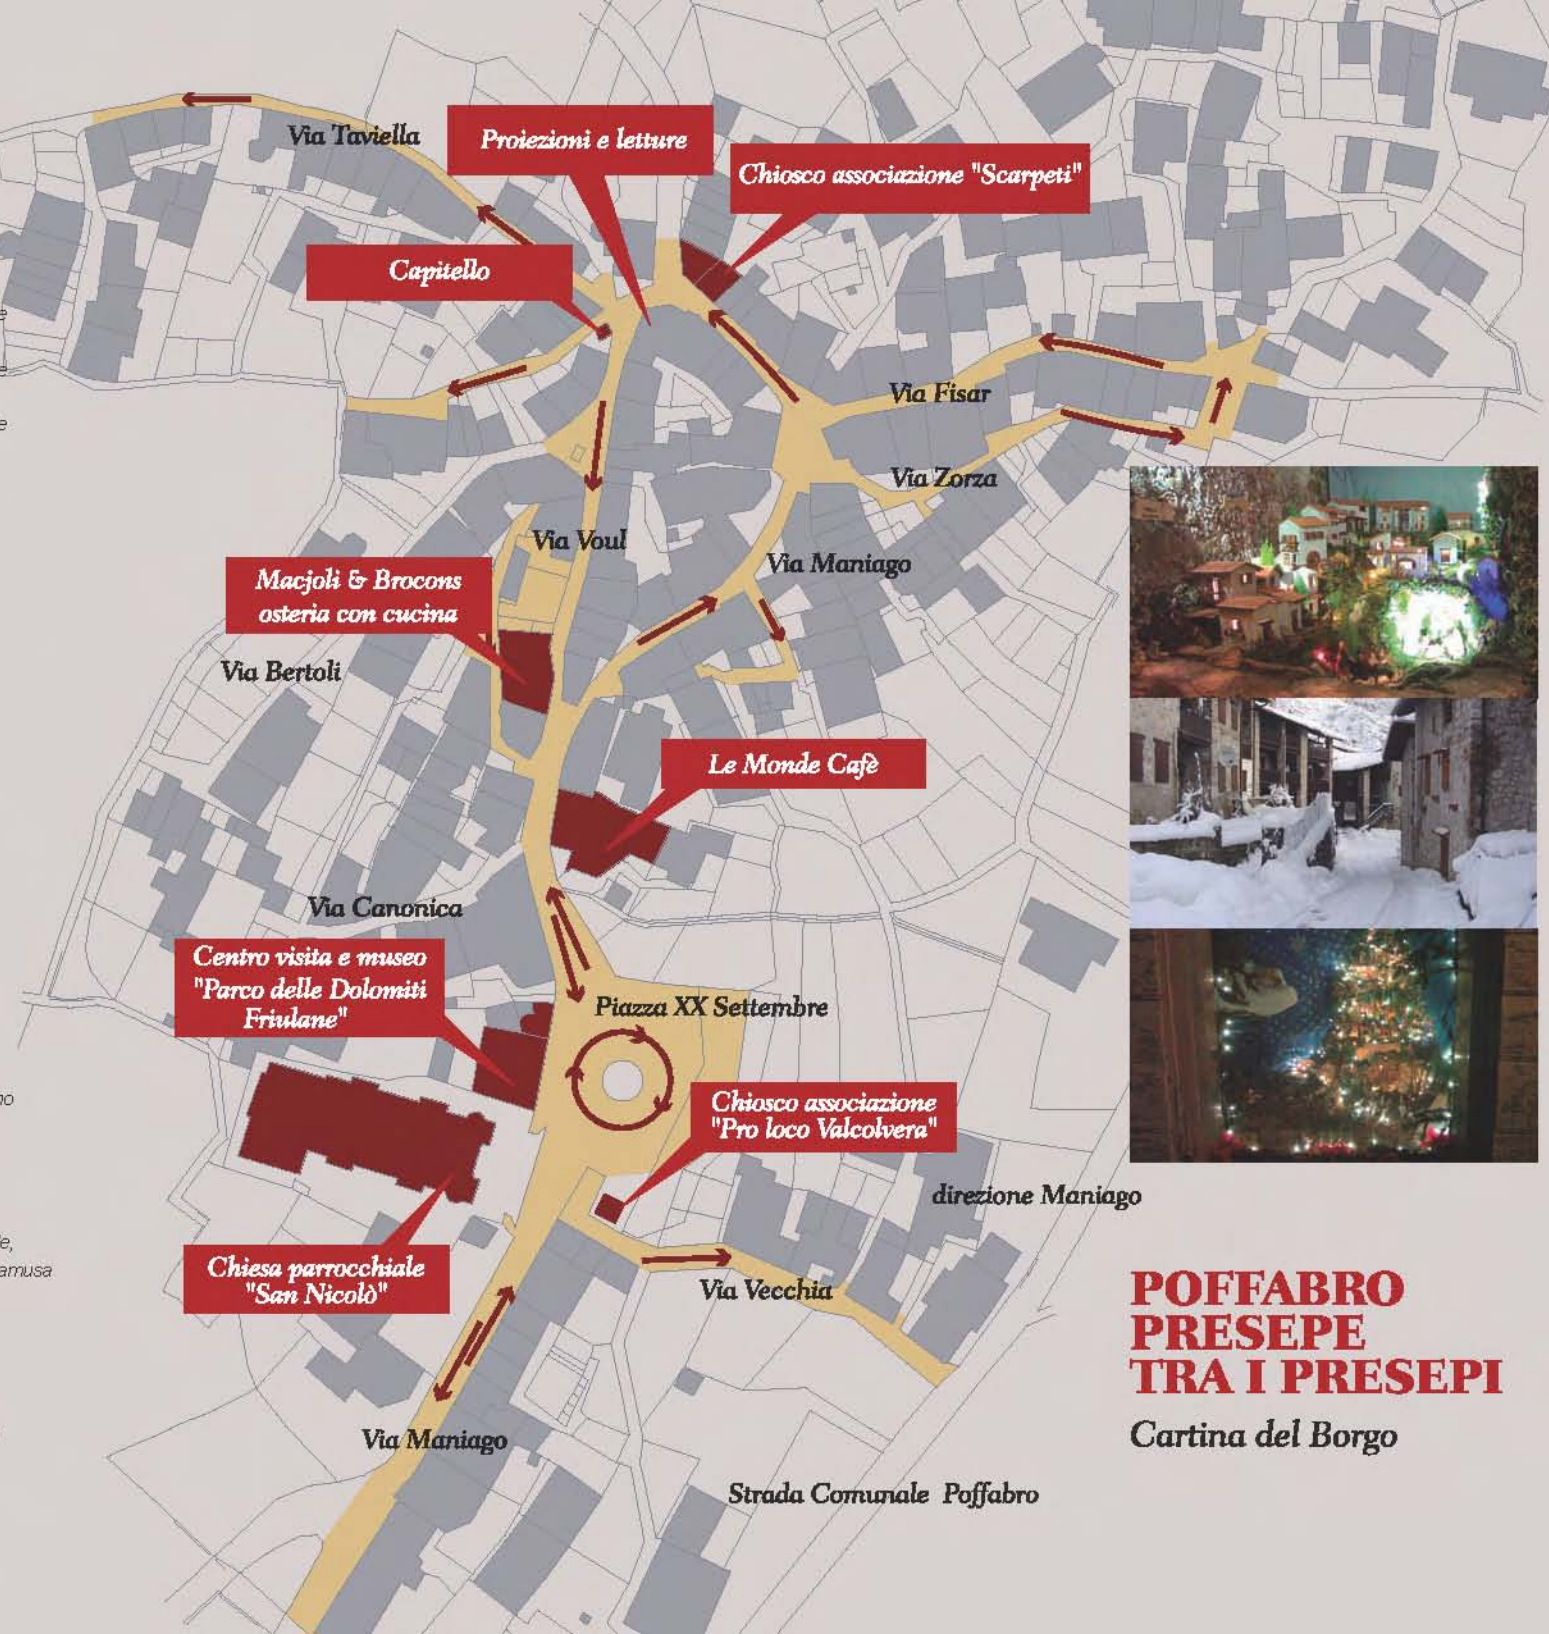 Via Taviella
Proiezioni e letture
Chiosco associazione "Scarpeti"
Capitello
Via Fisar
Via Zorza
Via Voul
Via Maniago
Macjoli & Brocons
osteria con cucina
Via Bertoli
Le Monde Cafè
Via Canonica
Centro visita e museo
"Parco delle Dolomiti
Friulane"
Piazza XX Settembre
Chiosco associazione
"Pro loco Valcolvera"
direzione Maniago
Chiesa parrocchiale
"San Nicolò"
amusa
Via Vecchia
POFFABRO
PRESEPE
TRA I PRESEPI
Cartina del Borgo
Via Maniago
Strada Comunale Poffabro